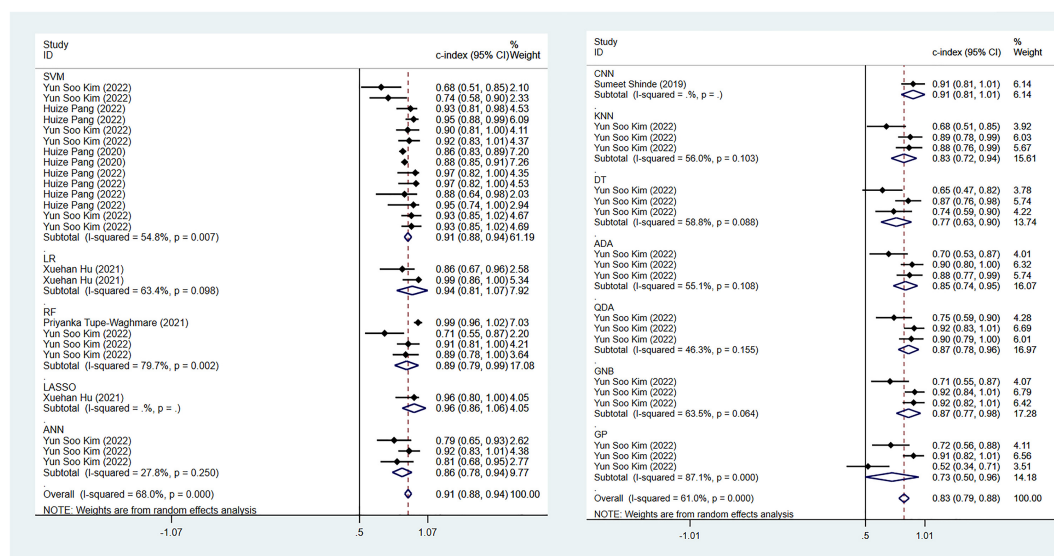 Study
%
ID
c-index (95% CI) Weight
SVM
Yun Soo Kim (2022) 0.68 (0.51, 0.85) 2.10
Yun Soo Kim (2022) 0.74 (0.58, 0.90) 2.33
Huize Pang (2022) 0.93 (0.81, 0.98) 4.53
Huize Pang (2022) 0.95 (0.88, 0.99) 6.09
Yun Soo Kim (2022) 0.90 (0.81, 1.00) 4.11
Yun Soo Kim (2022) 0.92 (0.83, 1.01) 4.37
Huize Pang (2020) 0.86 (0.83, 0.89) 7.20
Huize Pang (2020) 0.88 (0.85, 0.91) 7.26
Huize Pang (2022) 0.97 (0.82, 1.00) 4.35
Huize Pang (2022) 0.97 (0.82, 1.00) 4.53
Huize Pang (2022) 0.88 (0.64, 0.98) 2.03
Huize Pang (2022) 0.95 (0.74, 1.00) 2.94
Yun Soo Kim (2022) 0.93 (0.85, 1.02) 4.67
Yun Soo Kim (2022) 0.93 (0.85, 1.02) 4.69
Subtotal (I-squared = 54.8%, p = 0.007) 0.91 (0.88, 0.94) 61.19
.
LR
Xuehan Hu (2021) 0.86 (0.67, 0.96) 2.58
Xuehan Hu (2021) 0.99 (0.86, 1.00) 5.34
Subtotal (I-squared = 63.4%, p = 0.098) 0.94 (0.81, 1.07) 7.92
.
RF
Priyanka Tupe-Waghmare (2021) 0.99 (0.96, 1.02) 7.03
Yun Soo Kim (2022) 0.71 (0.55, 0.87) 2.20
Yun Soo Kim (2022) 0.91 (0.81, 1.00) 4.21
Yun Soo Kim (2022) 0.89 (0.78, 1.00) 3.64
Subtotal (I-squared = 79.7%, p = 0.002) 0.89 (0.79, 0.99) 17.08
.
LASSO
Xuehan Hu (2021) 0.96 (0.80, 1.00) 4.05
Subtotal (I-squared = .%, p = .) 0.96 (0.86, 1.06) 4.05
.
ANN
Yun Soo Kim (2022) 0.79 (0.65, 0.93) 2.62
Yun Soo Kim (2022) 0.92 (0.83, 1.01) 4.38
Yun Soo Kim (2022) 0.81 (0.68, 0.95) 2.77
Subtotal (I-squared = 27.8%, p = 0.250) 0.86 (0.78, 0.94) 9.77
.
Overall (I-squared = 68.0%, p = 0.000) 0.91 (0.88, 0.94) 100.00
NOTE: Weights are from random effects analysis
-1.07 .5 1.07
Study
%
ID
c-index (95% CI) Weight
CNN
Sumeet Shinde (2019) 0.91 (0.81, 1.01) 6.14
Subtotal (I-squared = .%, p = .) 0.91 (0.81, 1.01) 6.14
.
KNN
Yun Soo Kim (2022) 0.68 (0.51, 0.85) 3.92
Yun Soo Kim (2022) 0.89 (0.78, 0.99) 6.03
Yun Soo Kim (2022) 0.88 (0.76, 0.99) 5.67
Subtotal (I-squared = 56.0%, p = 0.103) 0.83 (0.72, 0.94) 15.61
.
DT
Yun Soo Kim (2022) 0.65 (0.47, 0.82) 3.78
Yun Soo Kim (2022) 0.87 (0.76, 0.98) 5.74
Yun Soo Kim (2022) 0.74 (0.59, 0.90) 4.22
Subtotal (I-squared = 58.8%, p = 0.088) 0.77 (0.63, 0.90) 13.74
.
ADA
Yun Soo Kim (2022) 0.70 (0.53, 0.87) 4.01
Yun Soo Kim (2022) 0.90 (0.80, 1.00) 6.32
Yun Soo Kim (2022) 0.88 (0.77, 0.99) 5.74
Subtotal (I-squared = 55.1%, p = 0.108) 0.85 (0.74, 0.95) 16.07
.
QDA
Yun Soo Kim (2022) 0.75 (0.59, 0.90) 4.28
Yun Soo Kim (2022) 0.92 (0.83, 1.01) 6.69
Yun Soo Kim (2022) 0.90 (0.79, 1.00) 6.01
Subtotal (I-squared = 46.3%, p = 0.155) 0.87 (0.78, 0.96) 16.97
.
GNB
Yun Soo Kim (2022) 0.71 (0.55, 0.87) 4.07
Yun Soo Kim (2022) 0.92 (0.84, 1.01) 6.79
Yun Soo Kim (2022) 0.92 (0.82, 1.01) 6.42
Subtotal (I-squared = 63.5%, p = 0.064) 0.87 (0.77, 0.98) 17.28
.
GP
Yun Soo Kim (2022) 0.72 (0.56, 0.88) 4.11
Yun Soo Kim (2022) 0.91 (0.82, 1.01) 6.56
Yun Soo Kim (2022) 0.52 (0.34, 0.71) 3.51
Subtotal (I-squared = 87.1%, p = 0.000) 0.73 (0.50, 0.96) 14.18
.
Overall (I-squared = 61.0%, p = 0.000) 0.83 (0.79, 0.88) 100.00
NOTE: Weights are from random effects analysis
-1.01 .5 1.01